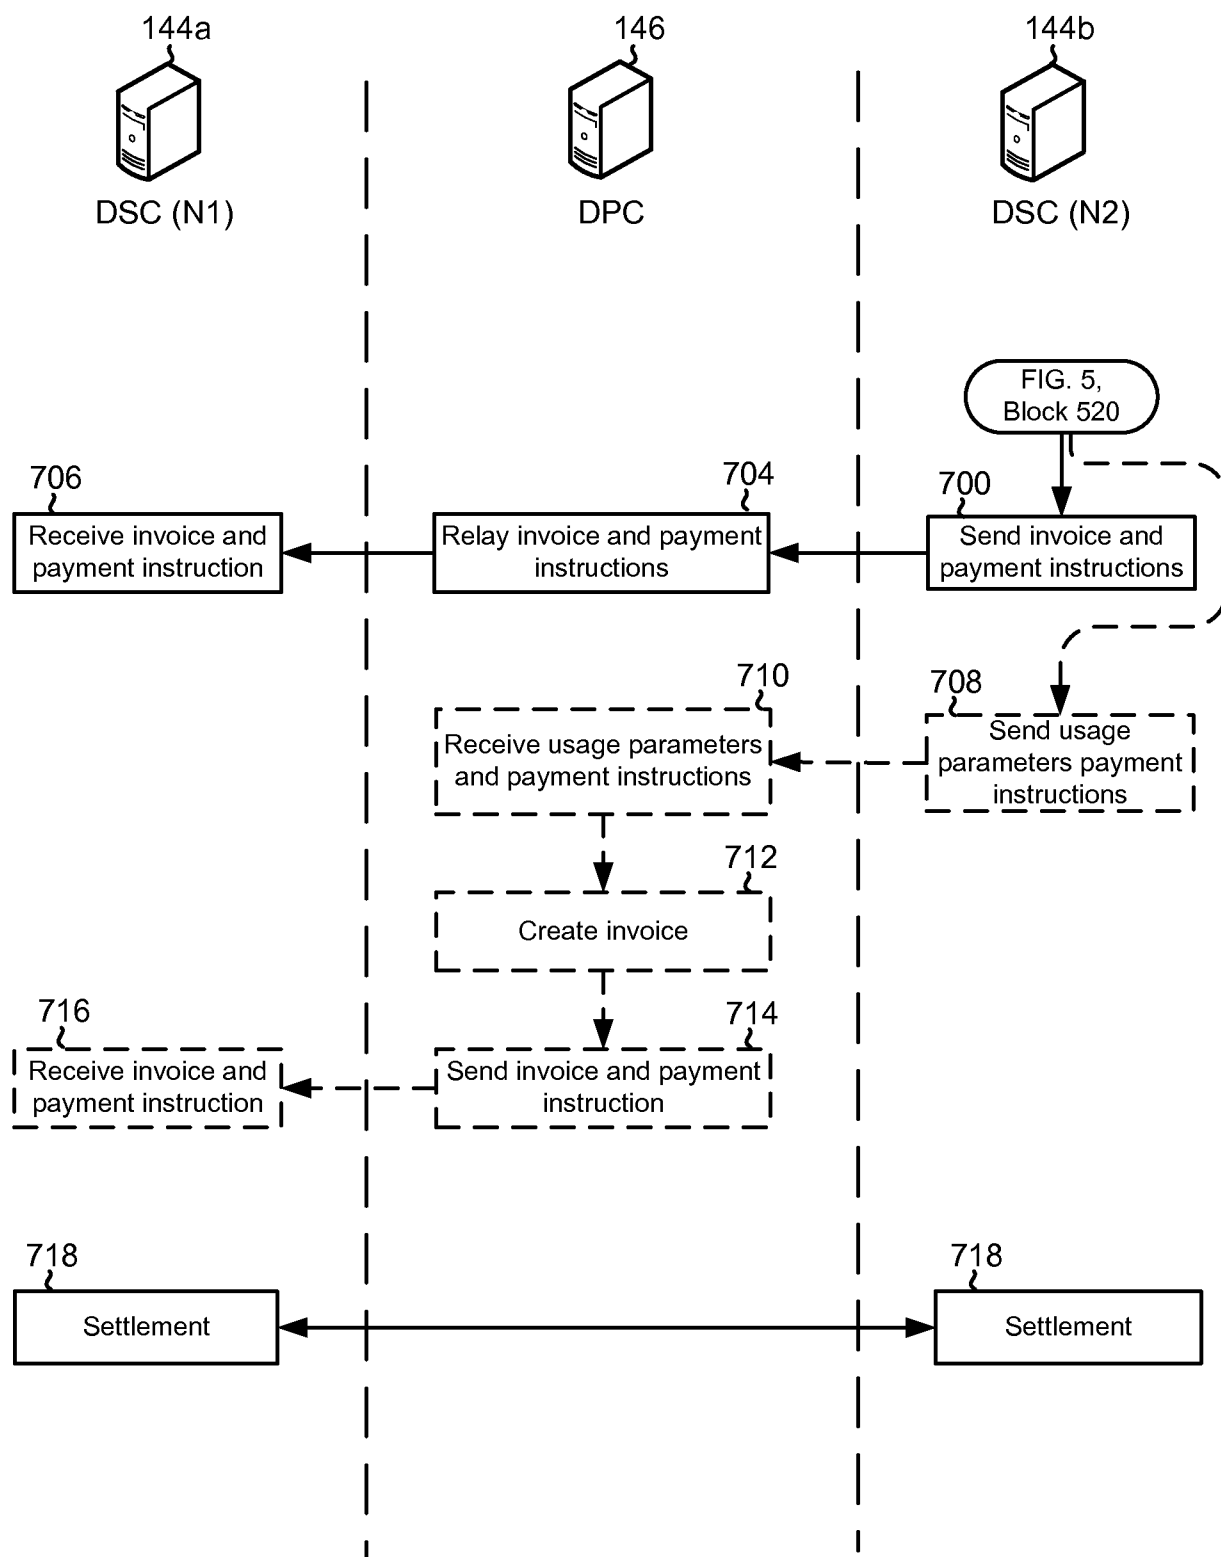 144a
146
144b
DSC (N1)
DPC
DSC (N2)
FIG. 5,
Block 520
706
704
700
Receive invoice and
payment instruction
Relay invoice and payment
instructions
Send invoice and
payment instructions
710
708
Receive usage parameters
and payment instructions
Send usage
parameters payment
instructions
712
Create invoice
716
714
Receive invoice and
payment instruction
Send invoice and payment
instruction
718
718
Settlement
Settlement